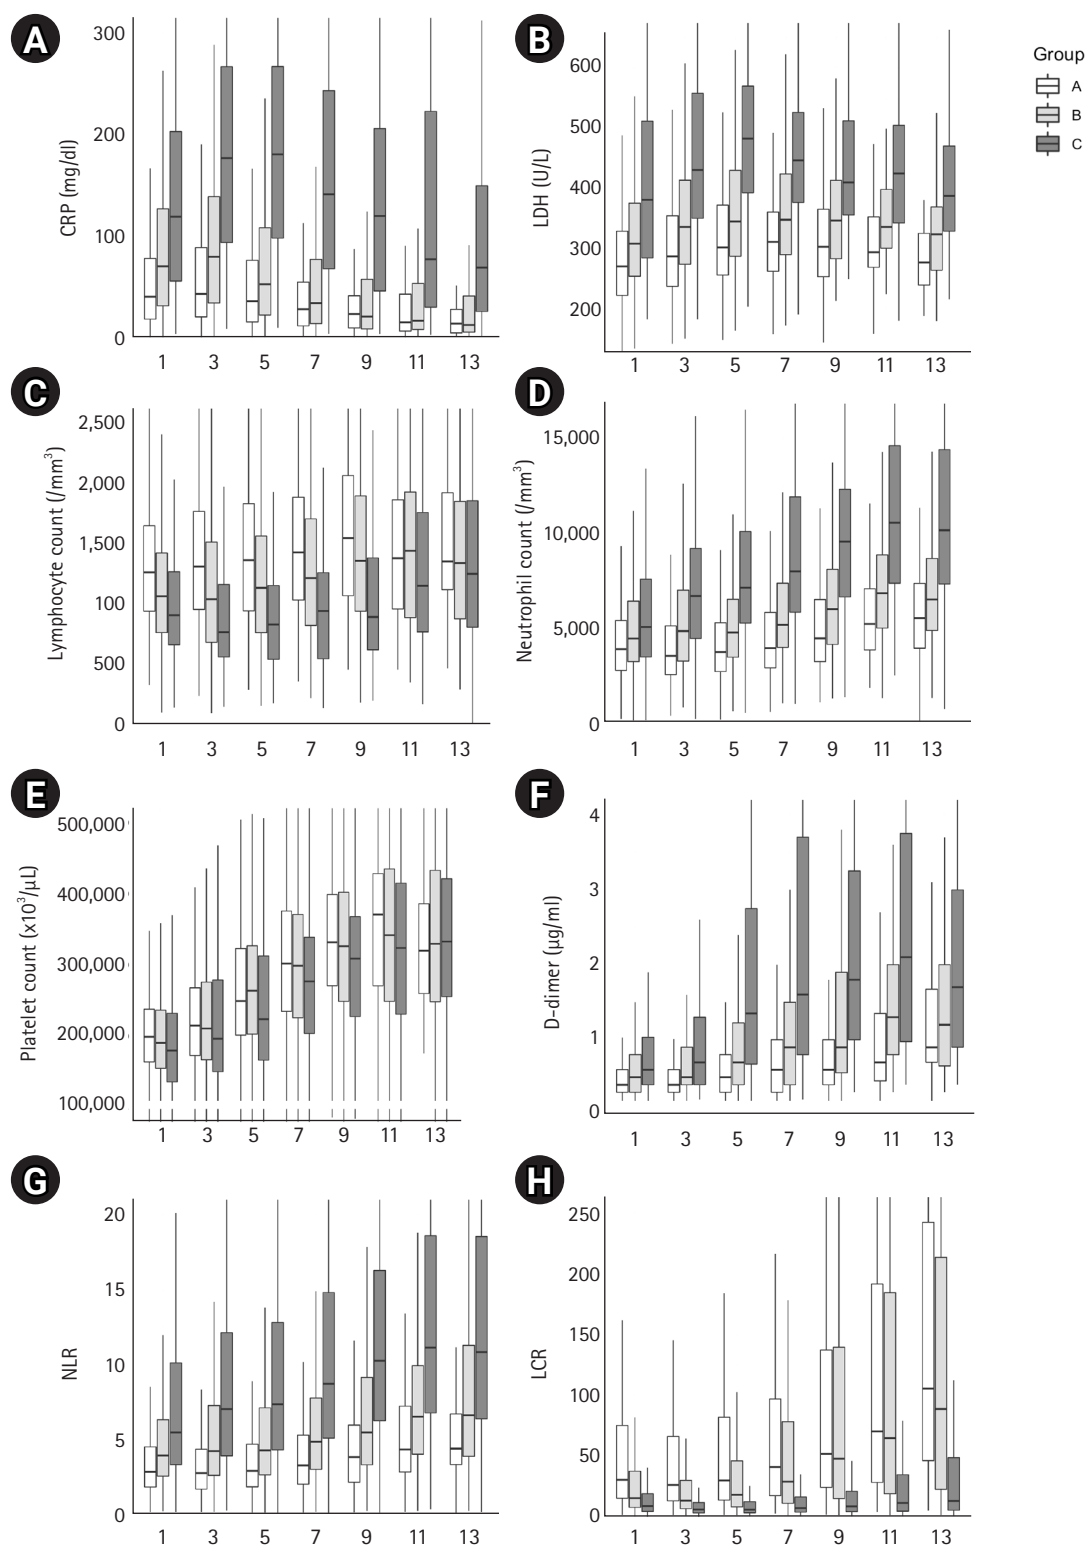 A
CRP (mg/dl)
300
200
100
0
1 3 5 7 9 11 13
B
LDH (U/L)
600
500
400
300
200
1 3 5 7 9 11 13
Group
A
B
C
C
Lymphocyte count (/mm³)
2,500
2,000
1,500
100
500
0
1 3 5 7 9 11 13
D
Neutrophil count (/mm³)
15,000
10,000
5,000
0
1 3 5 7 9 11 13
E
Platelet count (x10³/μL)
500,000
400,000
300,000
200,000
100,000
1 3 5 7 9 11 13
F
D-dimer (μg/ml)
4
3
2
1
0
1 3 5 7 9 11 13
G
NLR
20
15
10
5
0
1 3 5 7 9 11 13
H
LCR
250
200
150
100
50
0
1 3 5 7 9 11 13